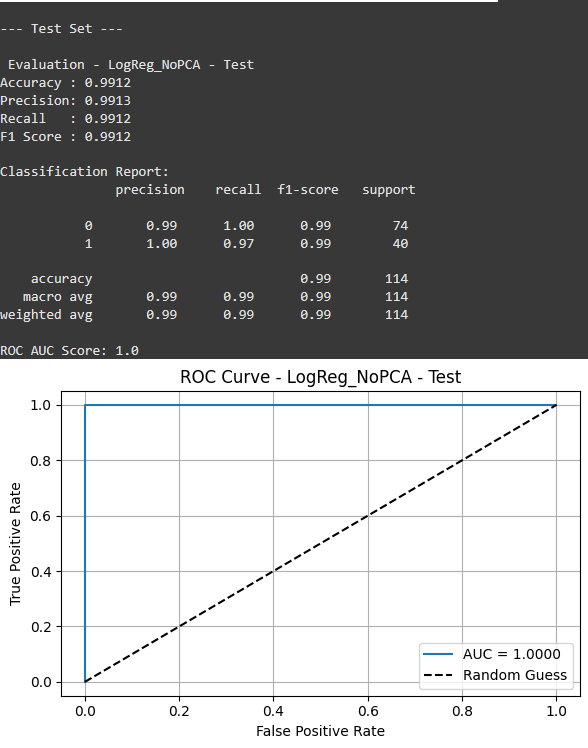 --- Test Set ---
Evaluation - LogReg_NoPCA - Test
Accuracy : 0.9912
Precision: 0.9913
Recall   : 0.9912
F1 Score : 0.9912
Classification Report:
precision    recall  f1-score   support
0       0.99      1.00      0.99        74
1       1.00      0.97      0.99        40
accuracy                           0.99       114
macro avg       0.99      0.99      0.99       114
weighted avg       0.99      0.99      0.99       114
ROC AUC Score: 1.0
ROC Curve - LogReg_NoPCA - Test
True Positive Rate
1.0
0.8
0.6
0.4
0.2
0.0
AUC = 1.0000
Random Guess
0.0 0.2 0.4 0.6 0.8 1.0
False Positive Rate